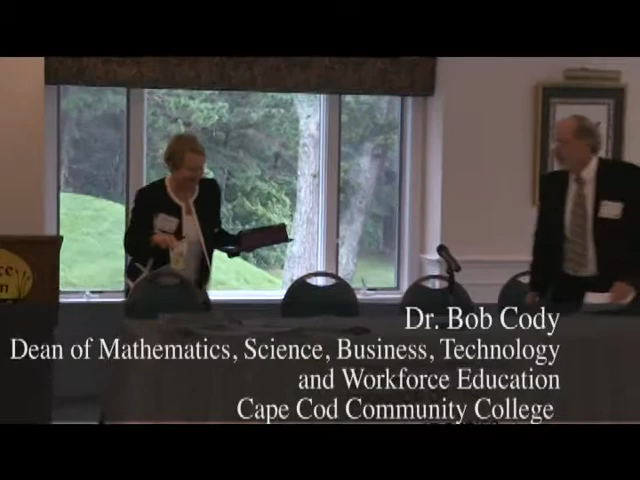 Dr. Bob Cody
Dean of Mathematics, Science, Business, Technology
and Workforce Education
Cape Cod Community College